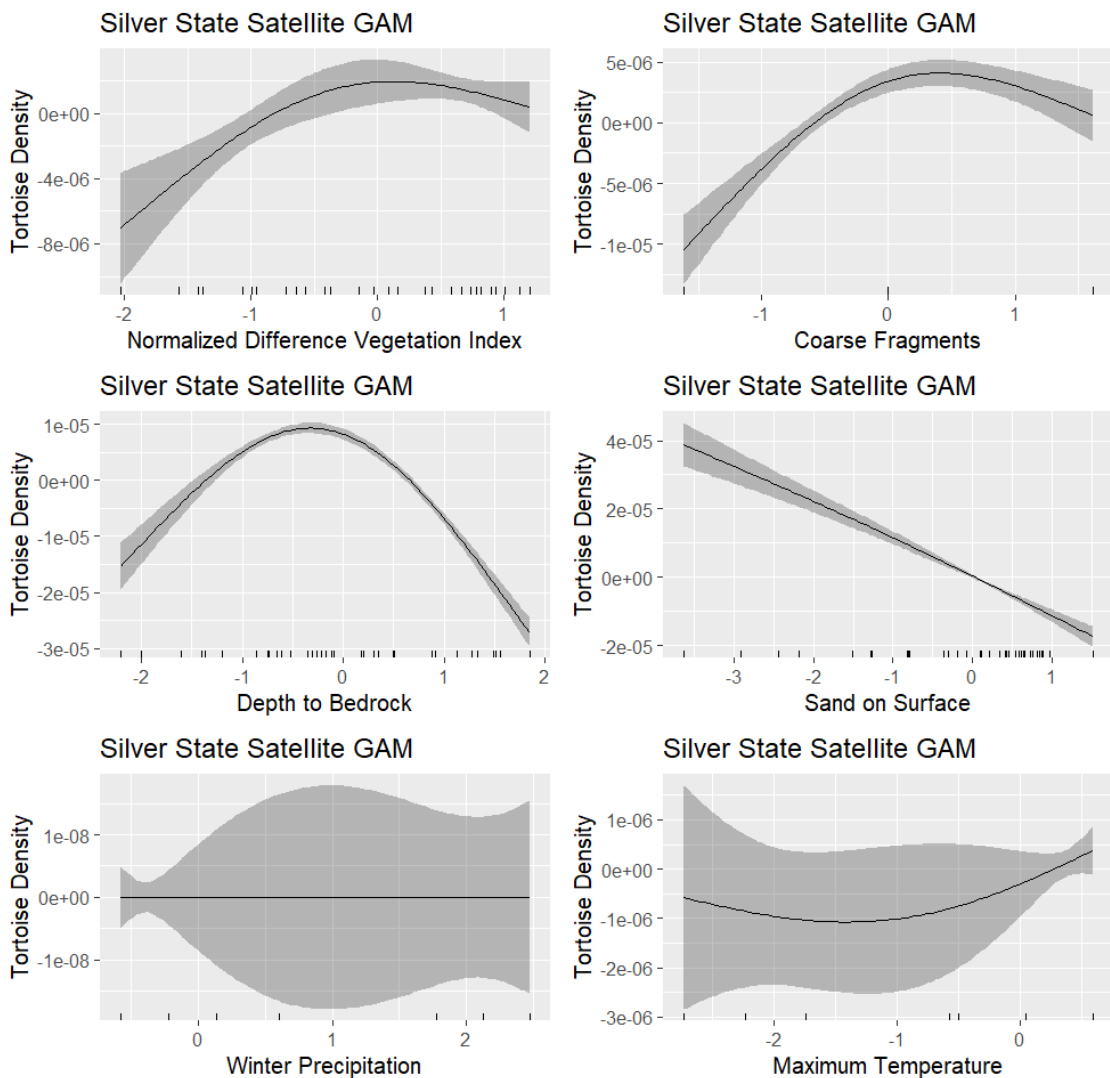 Silver State Satellite GAM
Tortoise Density
0e+00
-4e-06
-8e-06
-2
-1
0
1
Normalized Difference Vegetation Index
Silver State Satellite GAM
Tortoise Density
5e-06
0e+00
-5e-06
-1e-05
-1
0
1
Coarse Fragments
Silver State Satellite GAM
Tortoise Density
1e-05
0e+00
-1e-05
-2e-05
-3e-05
-2
-1
0
1
2
Depth to Bedrock
Silver State Satellite GAM
Tortoise Density
4e-05
2e-05
0e+00
-2e-05
-3
-2
-1
0
1
Sand on Surface
Silver State Satellite GAM
Tortoise Density
1e-08
0e+00
-1e-08
0
1
2
Winter Precipitation
Silver State Satellite GAM
Tortoise Density
1e-06
0e+00
-1e-06
-2e-06
-3e-06
-2
-1
0
Maximum Temperature